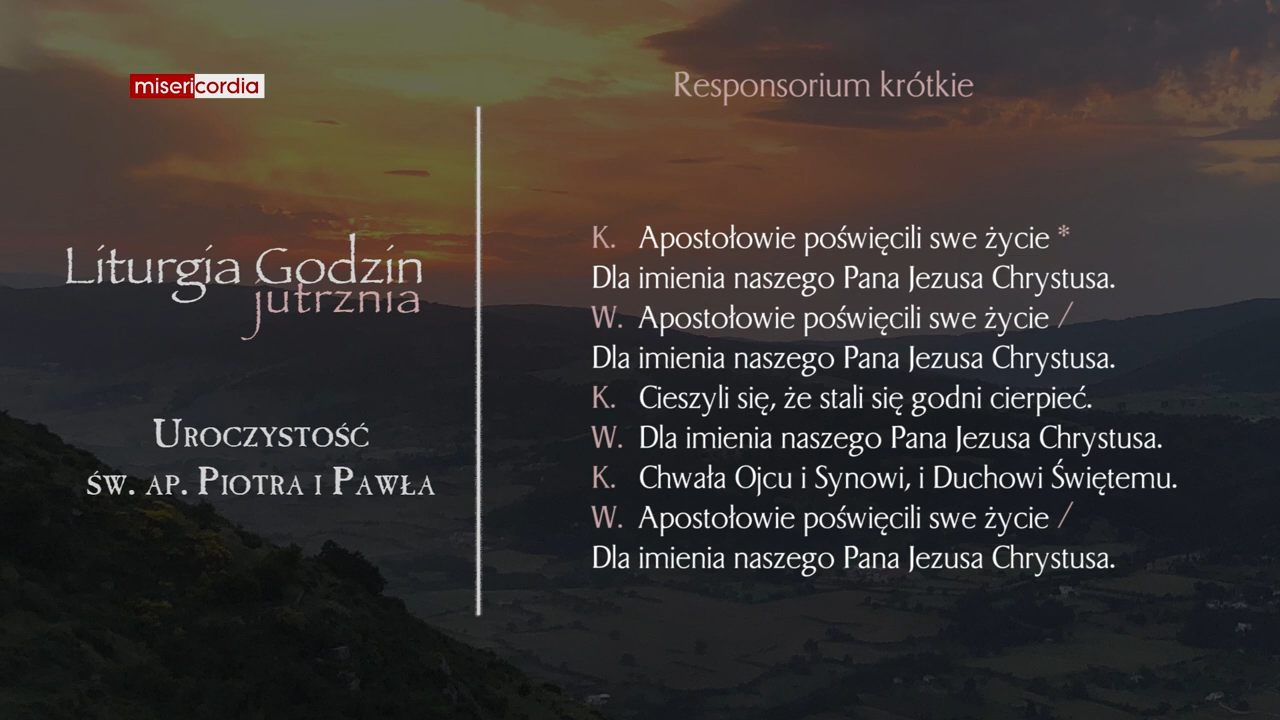 misericordia
Liturgia Godzin
jutrznia
Uroczystość
św. ap. Piotra i Pawła
Responsorium krótkie
K. Apostołowie poświęcili swe życie *
Dla imienia naszego Pana Jezusa Chrystusa.
W. Apostołowie poświęcili swe życie /
Dla imienia naszego Pana Jezusa Chrystusa.
K. Cieszyli się, że stali się godni cierpieć.
W. Dla imienia naszego Pana Jezusa Chrystusa.
K. Chwała Ojcu i Synowi, i Duchowi Świętemu.
W. Apostołowie poświęcili swe życie /
Dla imienia naszego Pana Jezusa Chrystusa.